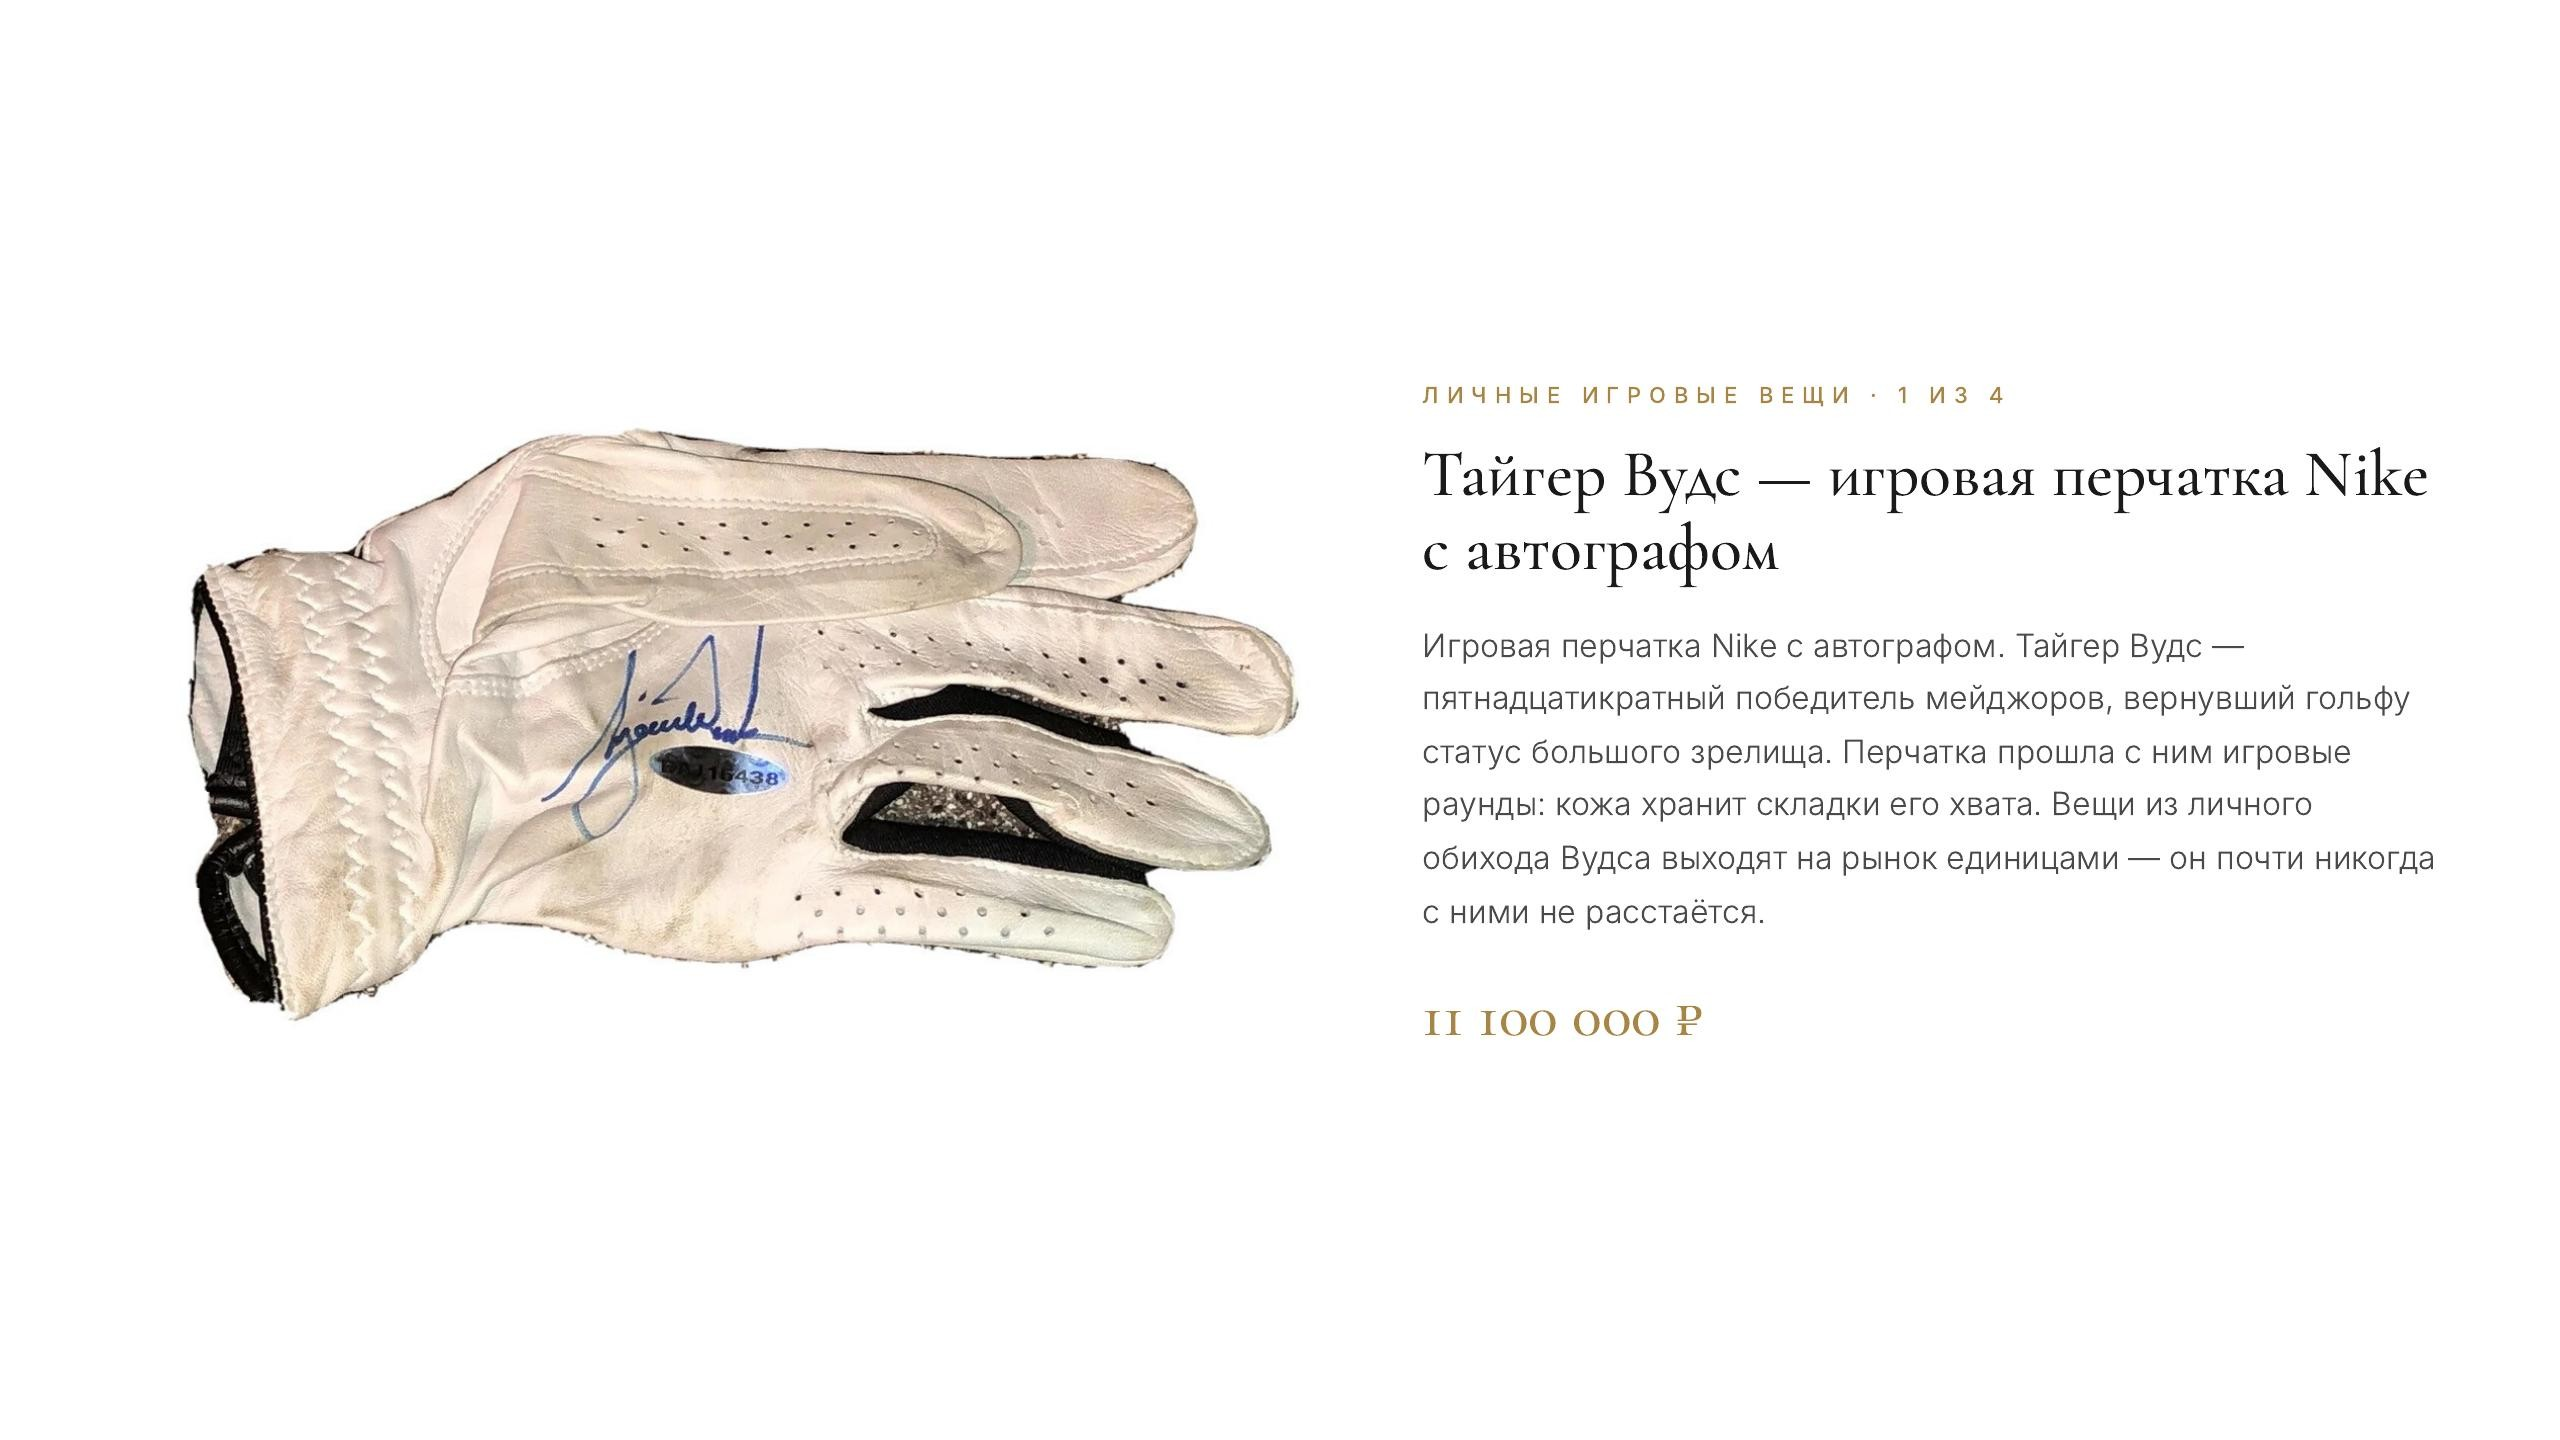 ЛИЧНЫЕ ИГРОВЫЕ ВЕЩИ · 1 ИЗ 4
Тайгер Вудс — игровая перчатка Nike
с автографом
Игровая перчатка Nike с автографом. Тайгер Вудс —
пятнадцатикратный победитель мейджоров, вернувший гольфу
статус большого зрелища. Перчатка прошла с ним игровые
раунды: кожа хранит складки его хвата. Вещи из личного
обихода Вудса выходят на рынок единицами — он почти никогда
с ними не расстаётся.
11 100 000 ₽